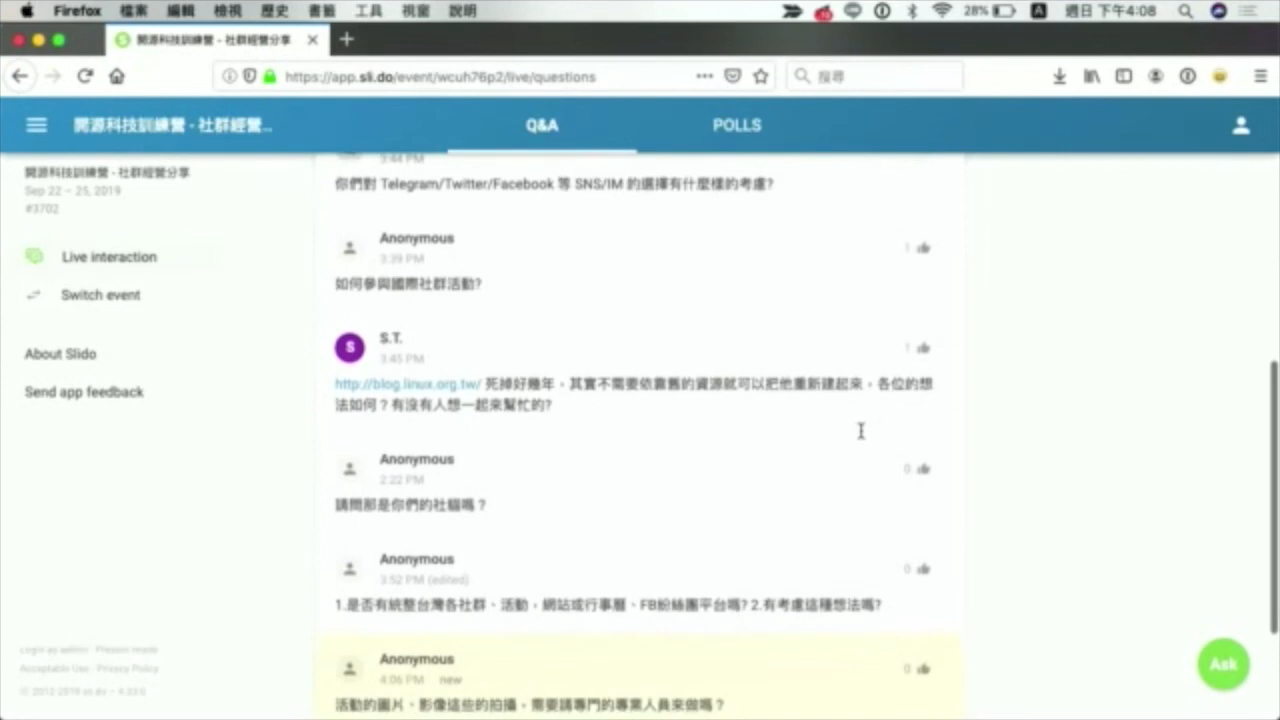 Firefox 檔案 編輯 檢視 歷史 書籤 工具 視窗 說明 28% 週日 下午4:08
開源科技訓練營 - 社群經營分享
https://app.sli.do/event/wcuh76p2/live/questions 搜尋
開源科技訓練營 - 社群經營... Q&A POLLS
開源科技訓練營 - 社群經營分享
Sep 22 – 25, 2019
#3702
Live interaction
Switch event
About Slido
Send app feedback
Login as admin · Present mode
Acceptable Use · Privacy Policy
3:44 PM
你們對 Telegram/Twitter/Facebook 等 SNS/IM 的選擇有什麼樣的考慮?
Anonymous
3:39 PM 1
如何參與國際社群活動?
S S.T.
3:45 PM 1
http://blog.linux.org.tw/ 死掉好幾年，其實不需要依靠舊的資源就可以把他重新建起來，各位的想
法如何？有沒有人想一起來幫忙的?
Anonymous
2:22 PM 0
請問那是你們的社貓嗎？
Anonymous
3:52 PM (edited) 0
1.是否有統整台灣各社群、活動，網站或行事曆、FB粉絲團平台嗎? 2.有考慮這種想法嗎?
Anonymous
4:06 PM new 0
活動的圖片、影像這些的拍攝，需要請專門的專業人員來做嗎？
Ask